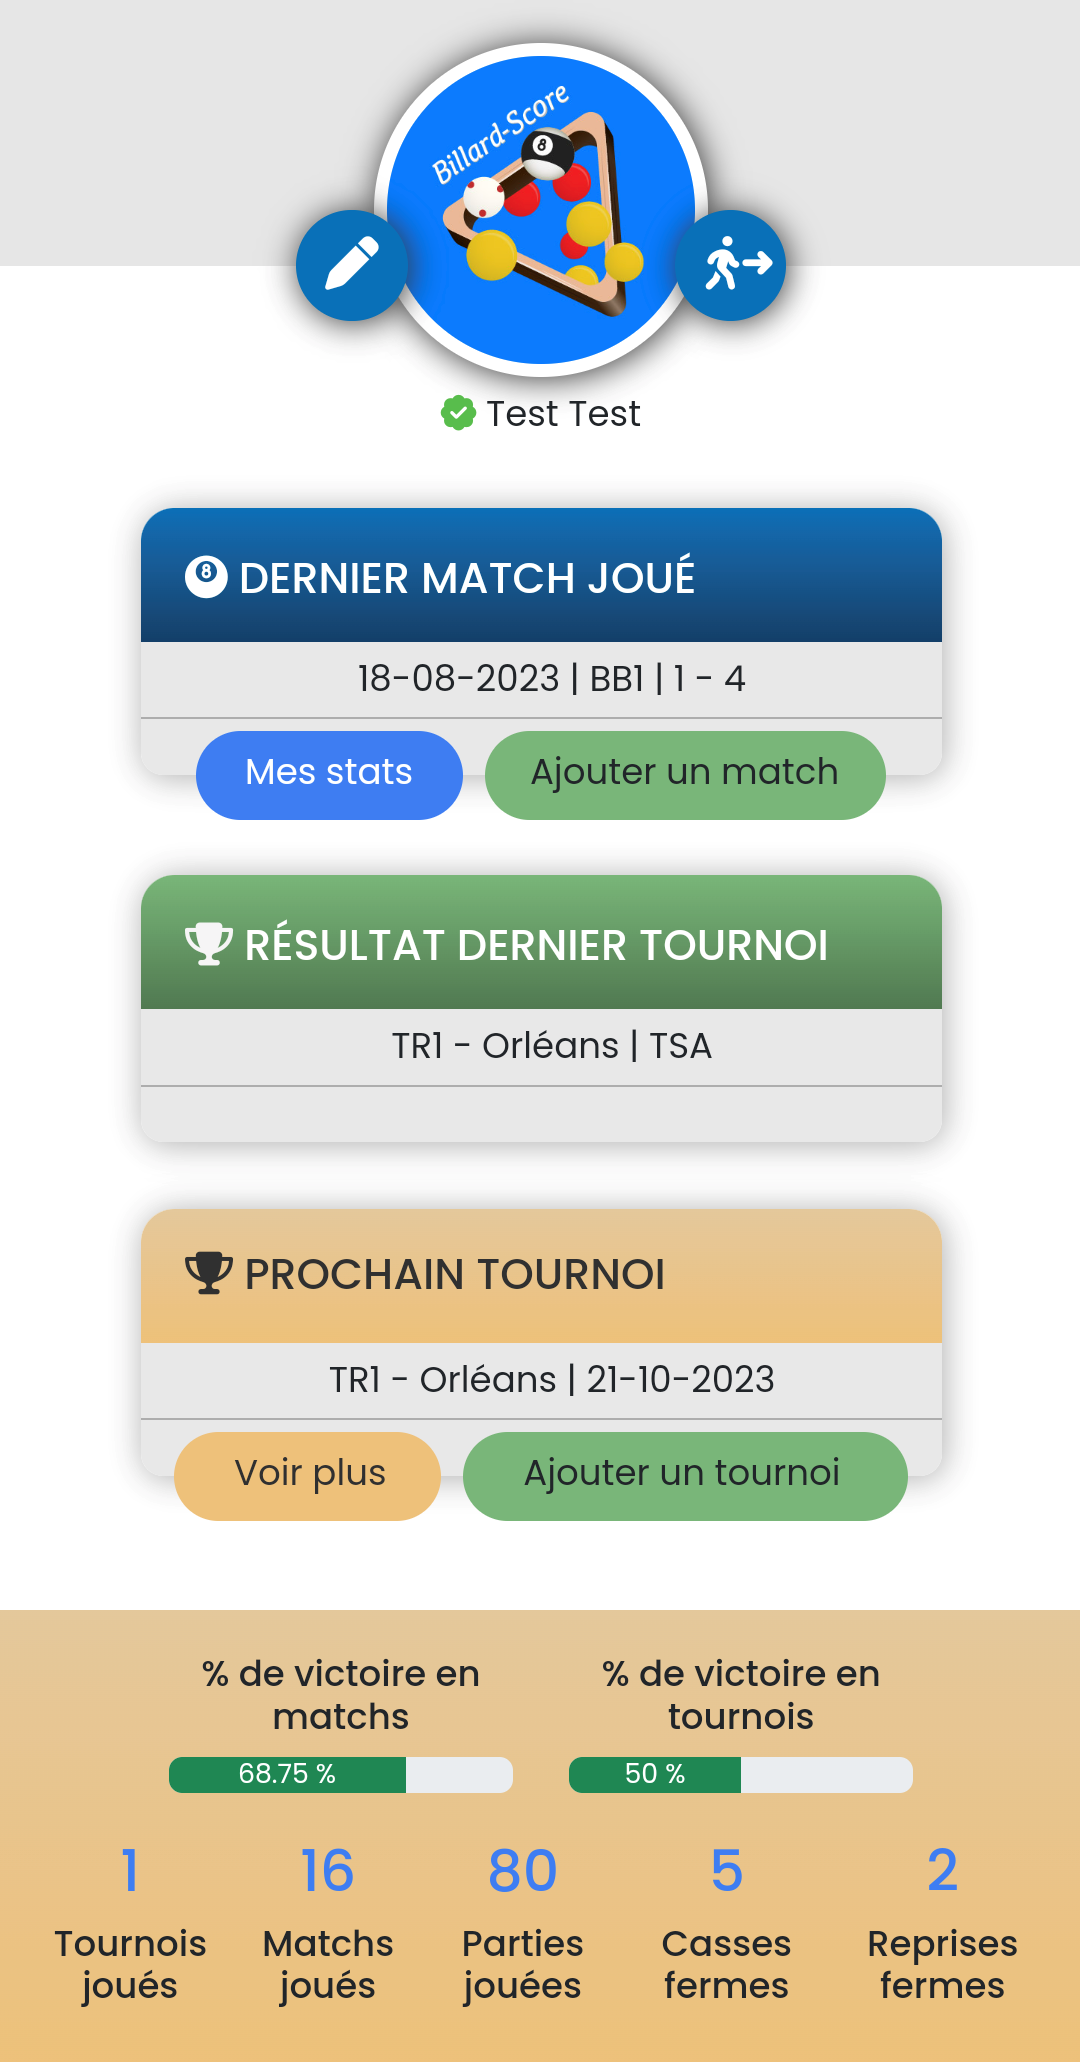 Billard-Score
8
Test Test
8 DERNIER MATCH JOUÉ
18-08-2023 | BB1 | 1 - 4
Mes stats
Ajouter un match
RÉSULTAT DERNIER TOURNOI
TR1 - Orléans | TSA
PROCHAIN TOURNOI
TR1 - Orléans | 21-10-2023
Voir plus
Ajouter un tournoi
% de victoire en
matchs
68.75 %
% de victoire en
tournois
50 %
1
Tournois
joués
16
Matchs
joués
80
Parties
jouées
5
Casses
fermes
2
Reprises
fermes